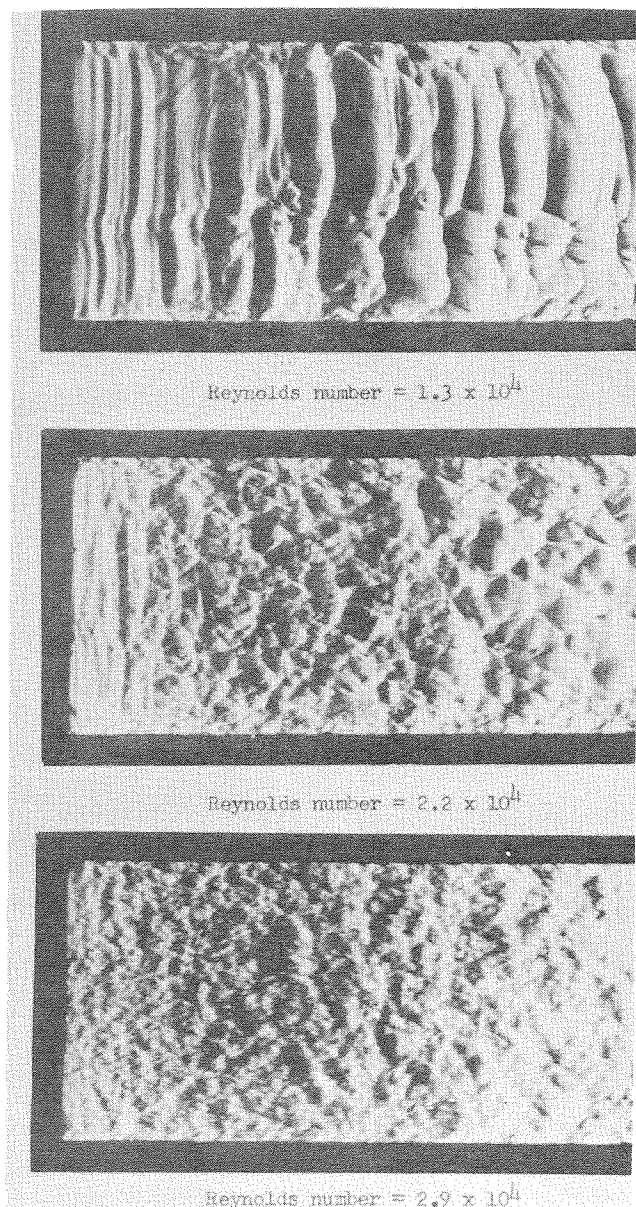 Reynolds number = 1.3 x 10⁴
Reynolds number = 2.2 x 10⁴
Reynolds number = 2.9 x 10⁴